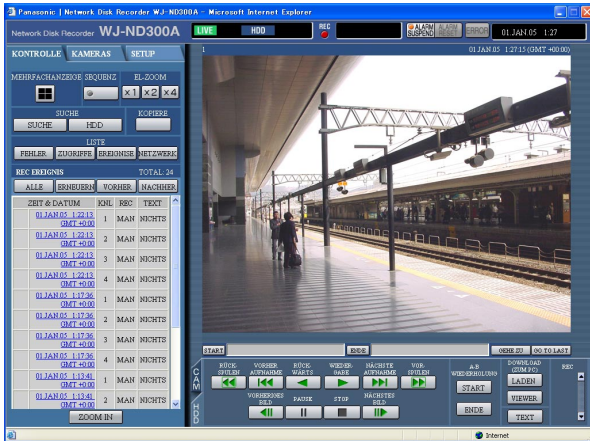 Panasonic | Network Disk Recorder WJ-ND300A - Microsoft Internet Explorer
Network Disk Recorder WJ-ND300A
LIVE HDD REC ALARM SUSPEND ALARM RESET ERROR 01.JAN.05 1:27
KONTROLLE KAMERAS SETUP
1 01.JAN.05 1:27:15 (GMT +00:00)
MEHRFACHANZEIGE SEQUENZ EL-ZOOM
x1 x2 x4
SUCHE KOPIERE
SUCHE HDD
LISTE
FEHLER ZUGRIFFE EREIGNISE NETZWERK
REC EREIGNIS TOTAL: 24
ALLE ERNEUERN VORHER NACHHER
ZEIT & DATUM KNL REC TEXT
01.JAN.05 1:22:13 GMT +0:00 1 MAN NICHTS
01.JAN.05 1:22:13 GMT +0:00 2 MAN NICHTS
01.JAN.05 1:22:13 GMT +0:00 3 MAN NICHTS
01.JAN.05 1:22:13 GMT +0:00 4 MAN NICHTS
01.JAN.05 1:17:36 GMT +0:00 1 MAN NICHTS
01.JAN.05 1:17:36 GMT +0:00 2 MAN NICHTS
01.JAN.05 1:17:36 GMT +0:00 3 MAN NICHTS
01.JAN.05 1:17:36 GMT +0:00 4 MAN NICHTS
01.JAN.05 1:13:41 GMT +0:00 1 MAN NICHTS
01.JAN.05 1:13:41 GMT +0:00 2 MAN NICHTS
ZOOM IN
START ENDE GEHE ZU GO TO LAST
CAM
HDD
RÜCK-SPULEN VORHER AUFNAHME RÜCK-WÄRTS WIEDER-GABE NÄCHSTE AUFNAHME VOR-SPULEN
VORHERIGES BILD PAUSE STOP NÄCHSTES BILD
A-B WIEDERHOLUNG
START
ENDE
DOWNLOAD (ZUM PC)
LADEN
VIEWER
TEXT
REC
Internet